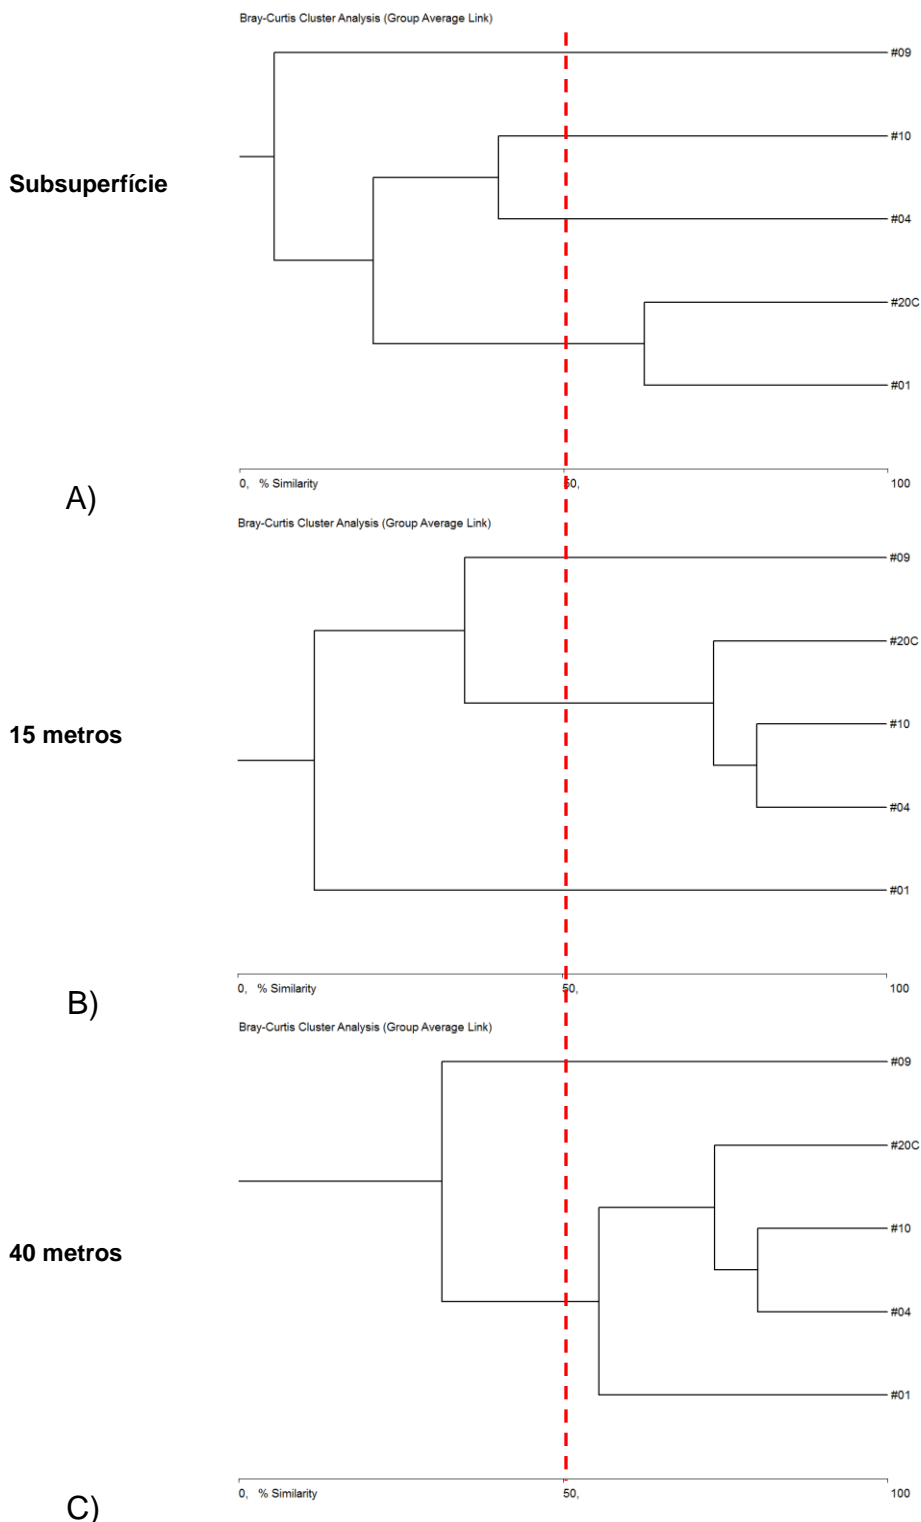 Bray-Curtis Cluster Analysis (Group Average Link)
#09
#10
Subsuperfície
#04
#20C
#01
0, % Similarity 50, 100
A)
Bray-Curtis Cluster Analysis (Group Average Link)
#09
#20C
#10
15 metros
#04
#01
0, % Similarity 50, 100
B)
Bray-Curtis Cluster Analysis (Group Average Link)
#09
#20C
#10
40 metros
#04
#01
0, % Similarity 50, 100
C)